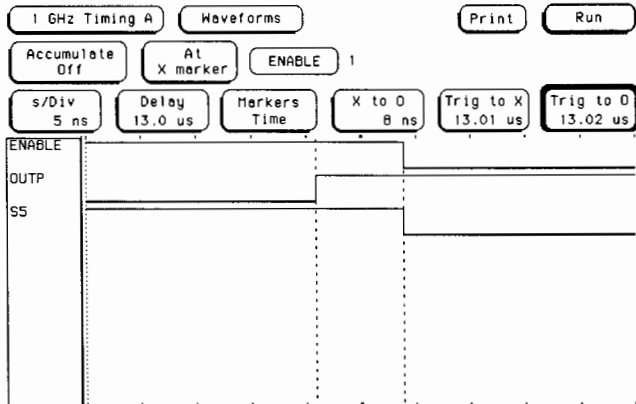 1 GHz Timing A Waveforms Print Run
Accumulate Off At X marker ENABLE 1
s/Div 5 ns Delay 13.0 us Markers Time X to O 8 ns Trig to X 13.01 us Trig to O 13.02 us
ENABLE
OUTP
S5